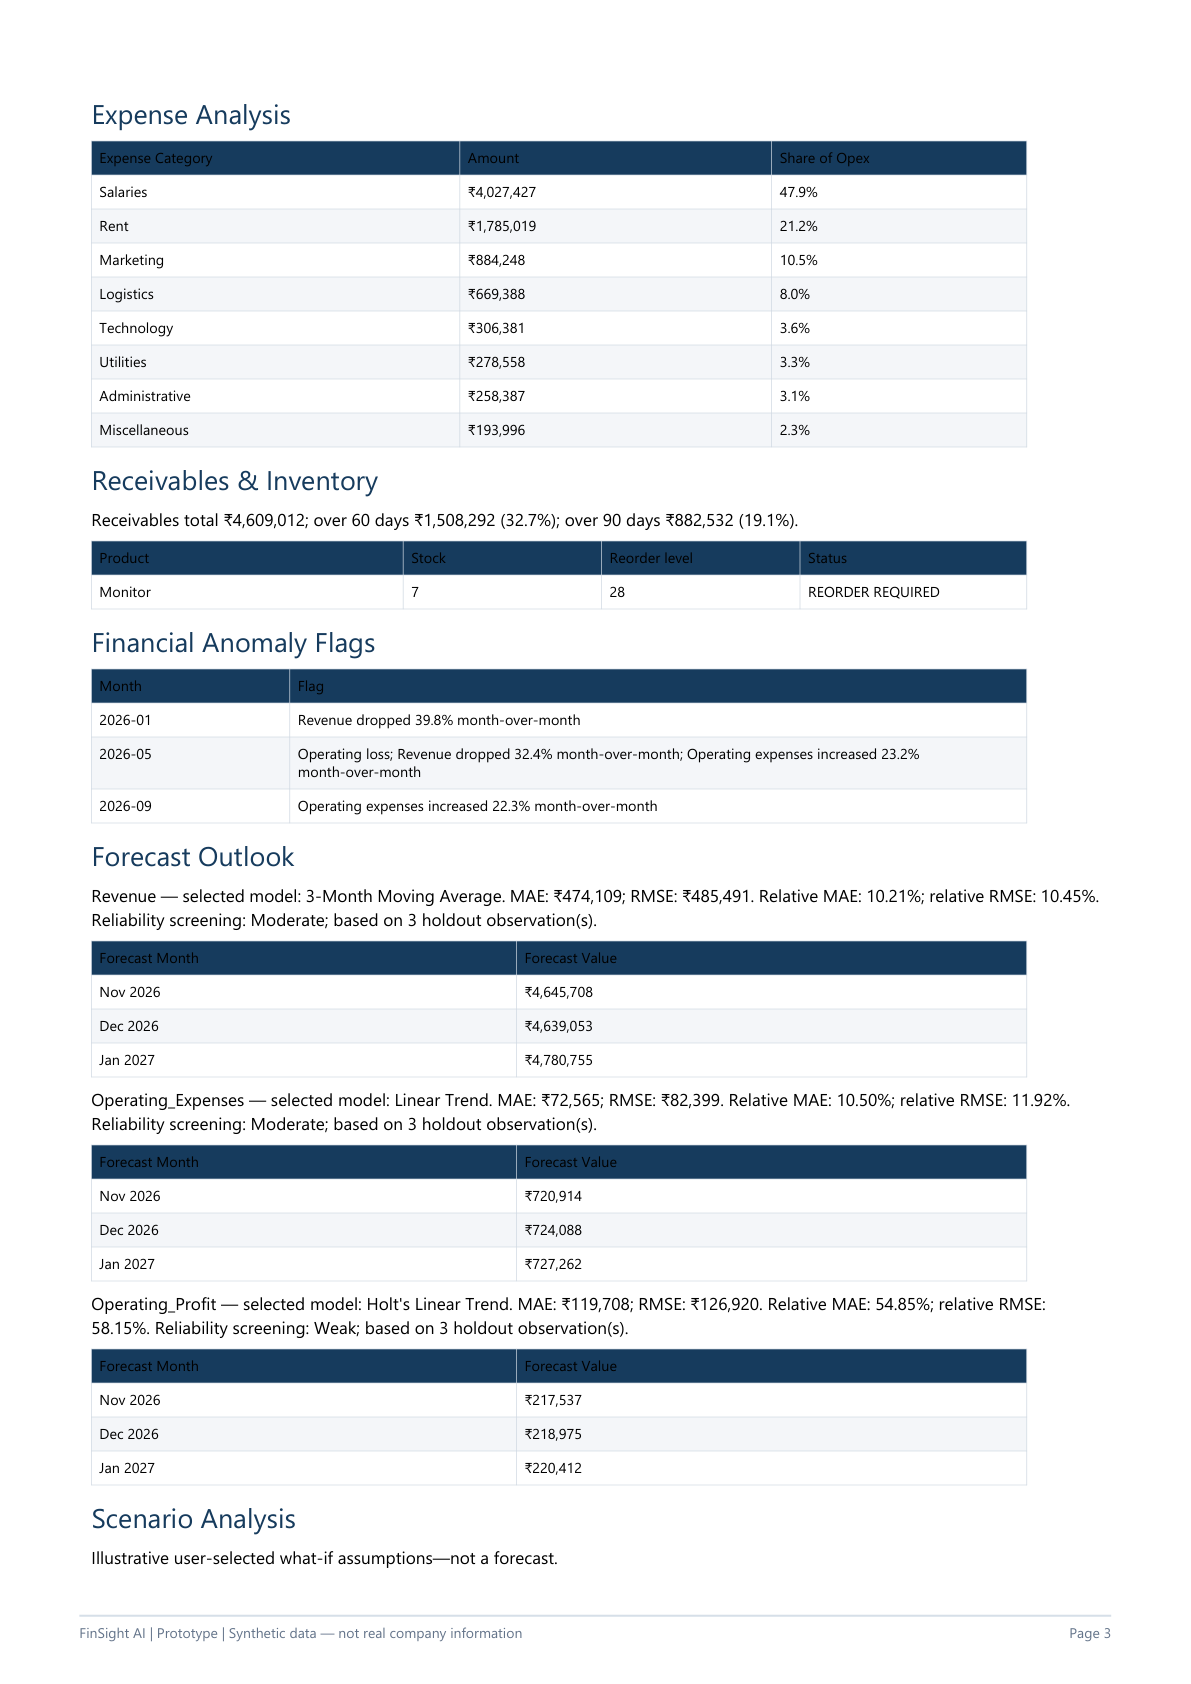 Expense Analysis
Expense Category Amount Share of Opex
Salaries ₹4,027,427 47.9%
Rent ₹1,785,019 21.2%
Marketing ₹884,248 10.5%
Logistics ₹669,388 8.0%
Technology ₹306,381 3.6%
Utilities ₹278,558 3.3%
Administrative ₹258,387 3.1%
Miscellaneous ₹193,996 2.3%
Receivables & Inventory
Receivables total ₹4,609,012; over 60 days ₹1,508,292 (32.7%); over 90 days ₹882,532 (19.1%).
Product Stock Reorder level Status
Monitor 7 28 REORDER REQUIRED
Financial Anomaly Flags
Month Flag
2026-01 Revenue dropped 39.8% month-over-month
2026-05 Operating loss; Revenue dropped 32.4% month-over-month; Operating expenses increased 23.2%
month-over-month
2026-09 Operating expenses increased 22.3% month-over-month
Forecast Outlook
Revenue — selected model: 3-Month Moving Average. MAE: ₹474,109; RMSE: ₹485,491. Relative MAE: 10.21%; relative RMSE: 10.45%.
Reliability screening: Moderate; based on 3 holdout observation(s).
Forecast Month Forecast Value
Nov 2026 ₹4,645,708
Dec 2026 ₹4,639,053
Jan 2027 ₹4,780,755
Operating_Expenses — selected model: Linear Trend. MAE: ₹72,565; RMSE: ₹82,399. Relative MAE: 10.50%; relative RMSE: 11.92%.
Reliability screening: Moderate; based on 3 holdout observation(s).
Forecast Month Forecast Value
Nov 2026 ₹720,914
Dec 2026 ₹724,088
Jan 2027 ₹727,262
Operating_Profit — selected model: Holt's Linear Trend. MAE: ₹119,708; RMSE: ₹126,920. Relative MAE: 54.85%; relative RMSE:
58.15%. Reliability screening: Weak; based on 3 holdout observation(s).
Forecast Month Forecast Value
Nov 2026 ₹217,537
Dec 2026 ₹218,975
Jan 2027 ₹220,412
Scenario Analysis
Illustrative user-selected what-if assumptions—not a forecast.
FinSight AI | Prototype | Synthetic data — not real company information Page 3